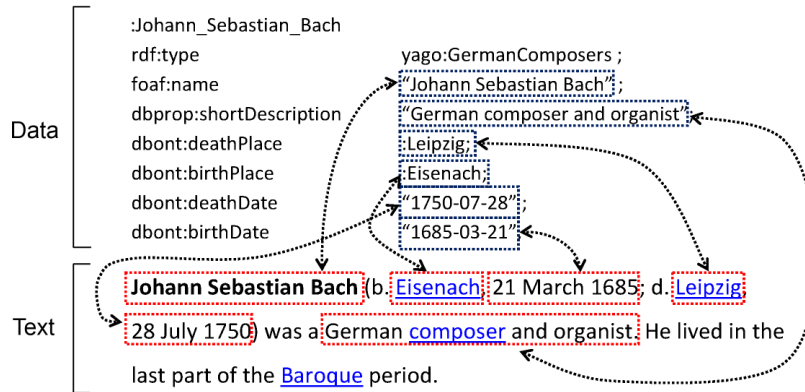 Data
:Johann_Sebastian_Bach
rdf:type yago:GermanComposers ;
foaf:name "Johann Sebastian Bach" ;
dbprop:shortDescription "German composer and organist";
dbont:deathPlace :Leipzig;
dbont:birthPlace :Eisenach;
dbont:deathDate "1750-07-28" ;
dbont:birthDate "1685-03-21"
Text
Johann Sebastian Bach (b. Eisenach, 21 March 1685; d. Leipzig,
28 July 1750) was a German composer and organist. He lived in the
last part of the Baroque period.